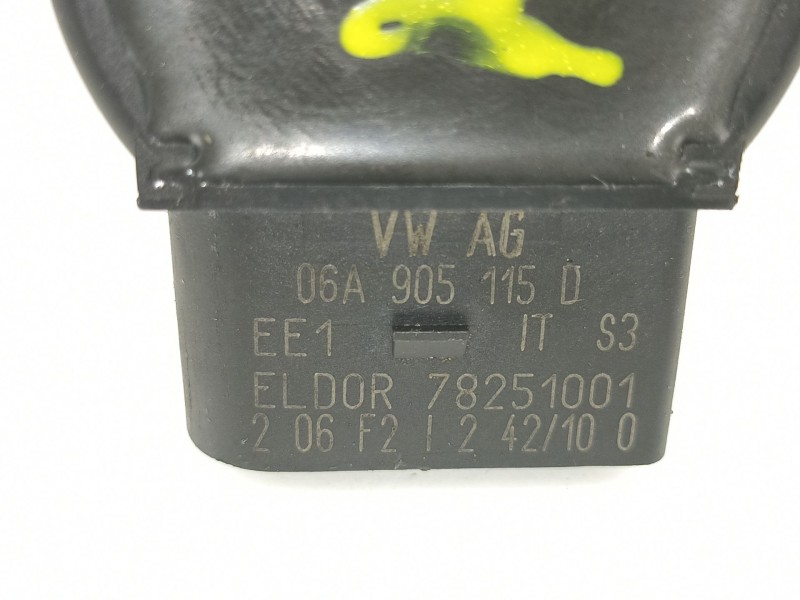 VW AG
06A 905 115 D
EE1 IT S3
ELDOR 78251001
2 06 F2 I 2 42/10 0